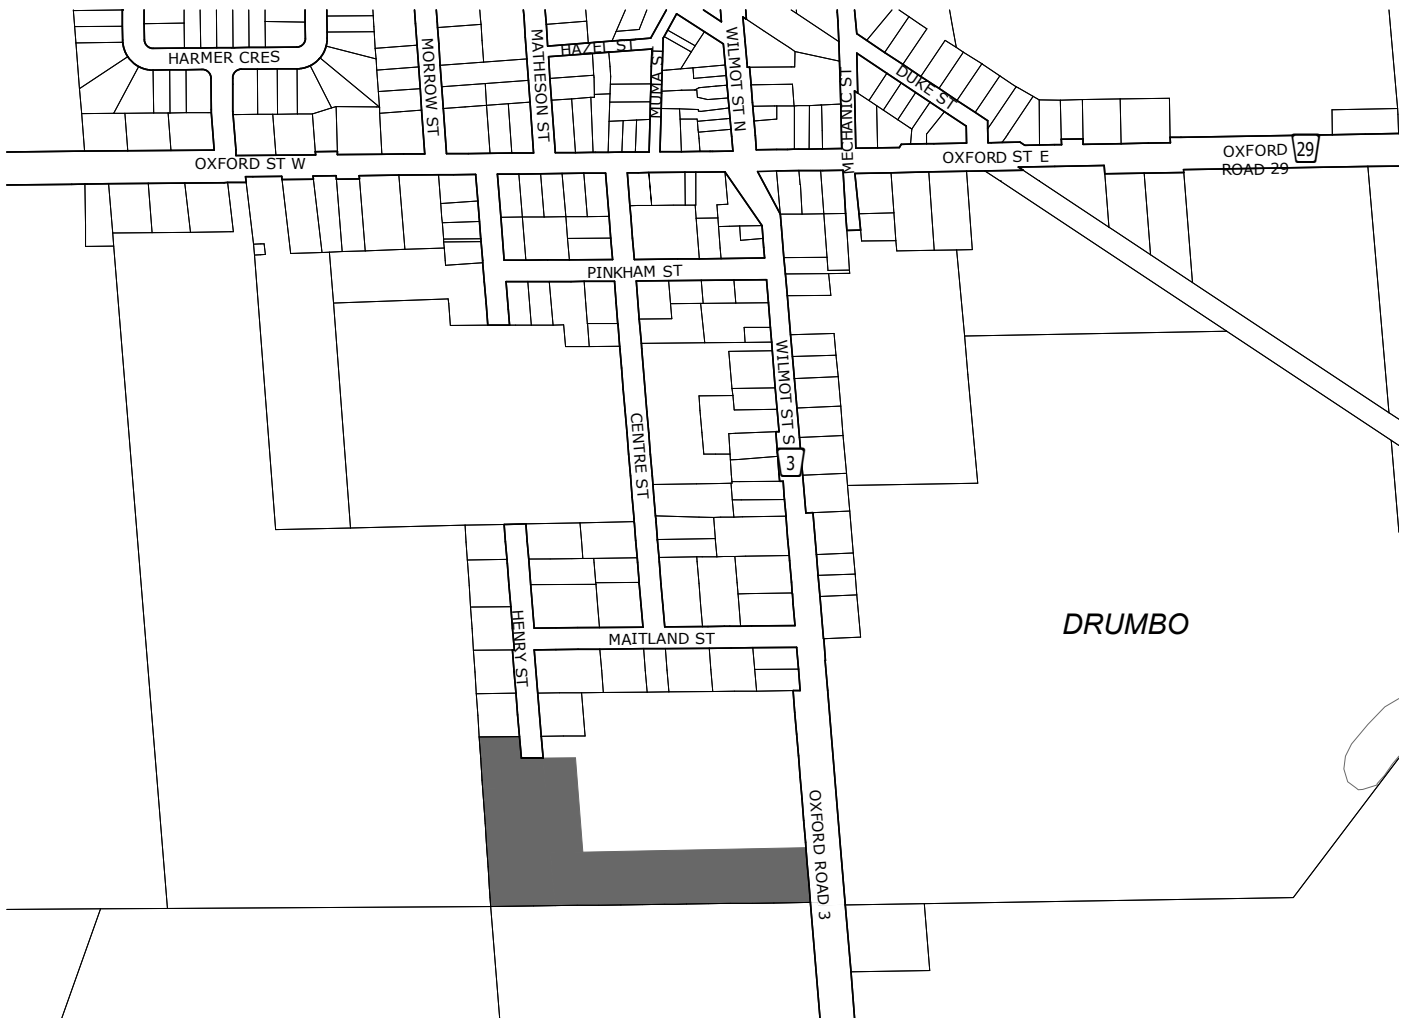 HARMER CRES
MORROW ST
MATHESON ST
HAZEL ST
MUMA S
WILMOT ST N
MECHANIC ST
DUKE ST
OXFORD ST W
OXFORD ST E
OXFORD
ROAD 29
29
PINKHAM ST
WILMOT ST S
3
CENTRE ST
HENRY ST
MAITLAND ST
DRUMBO
OXFORD ROAD 3